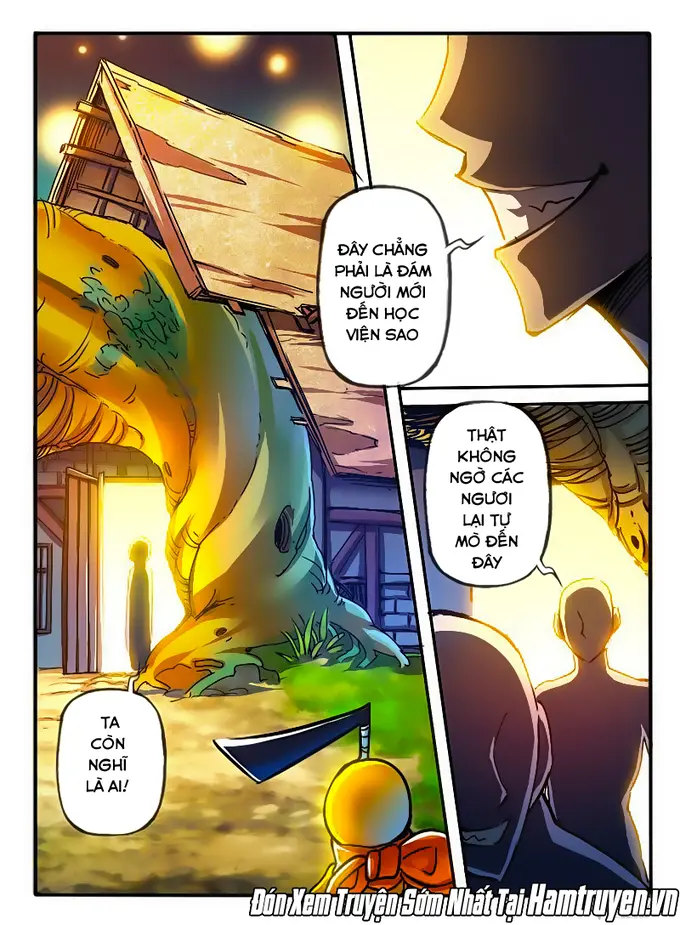 TA
CÒN
NGHĨ
LÀ AI!
ĐÂY CHẲNG
PHẢI LÀ ĐÁM
NGƯỜI MỚI
ĐẾN HỌC
VIỆN SAO
THẬT
KHÔNG
NGỜ CÁC
NGƯƠI
LẠI TỰ
MÒ ĐẾN
ĐÂY
Đón Xem Truyện Sớm Nhất Tại Hamtruyen.vn